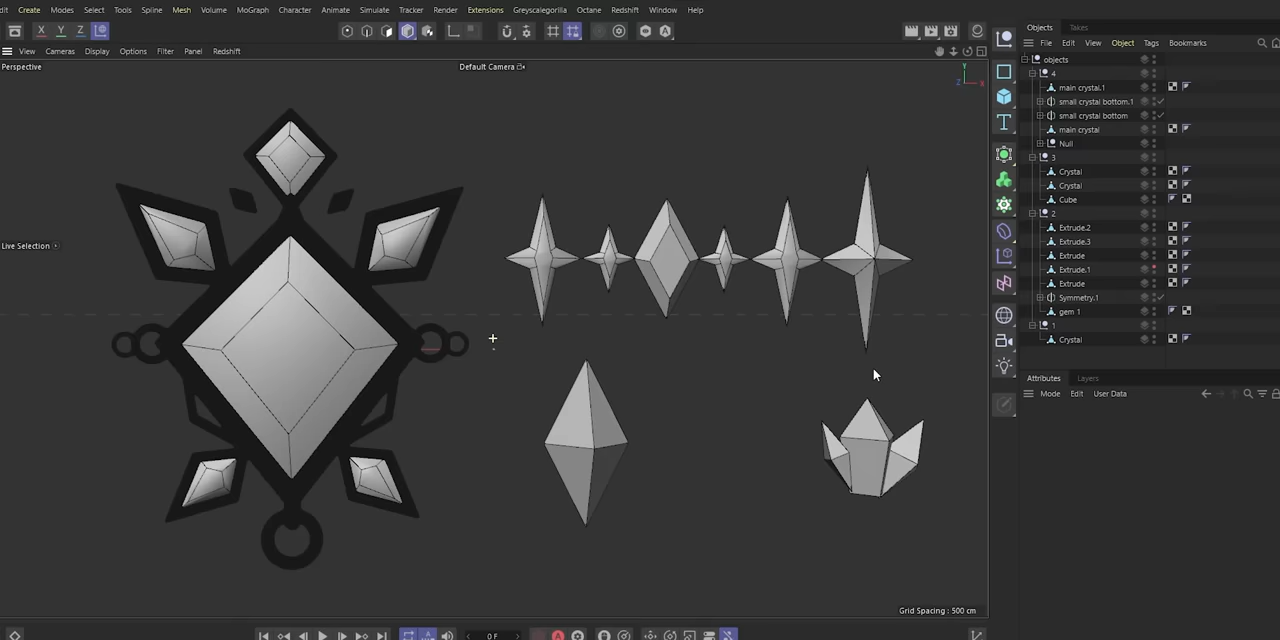 dit Create Modes Select Tools Spline Mesh Volume MoGraph Character Animate Simulate Tracker Render Extensions Greyscalegorilla Octane Redshift Window Help
X Y Z
View Cameras Display Options Filter Panel Redshift
Perspective
Default Camera
Y
Z X
Live Selection
Grid Spacing : 500 cm
0 F
Objects Takes
File Edit View Object Tags Bookmarks
objects
4
main crystal.1
small crystal bottom.1
small crystal bottom
main crystal
Null
3
Crystal
Crystal
Cube
2
Extrude.2
Extrude.3
Extrude
Extrude.1
Extrude
Symmetry.1
gem 1
1
Crystal
Attributes Layers
Mode Edit User Data